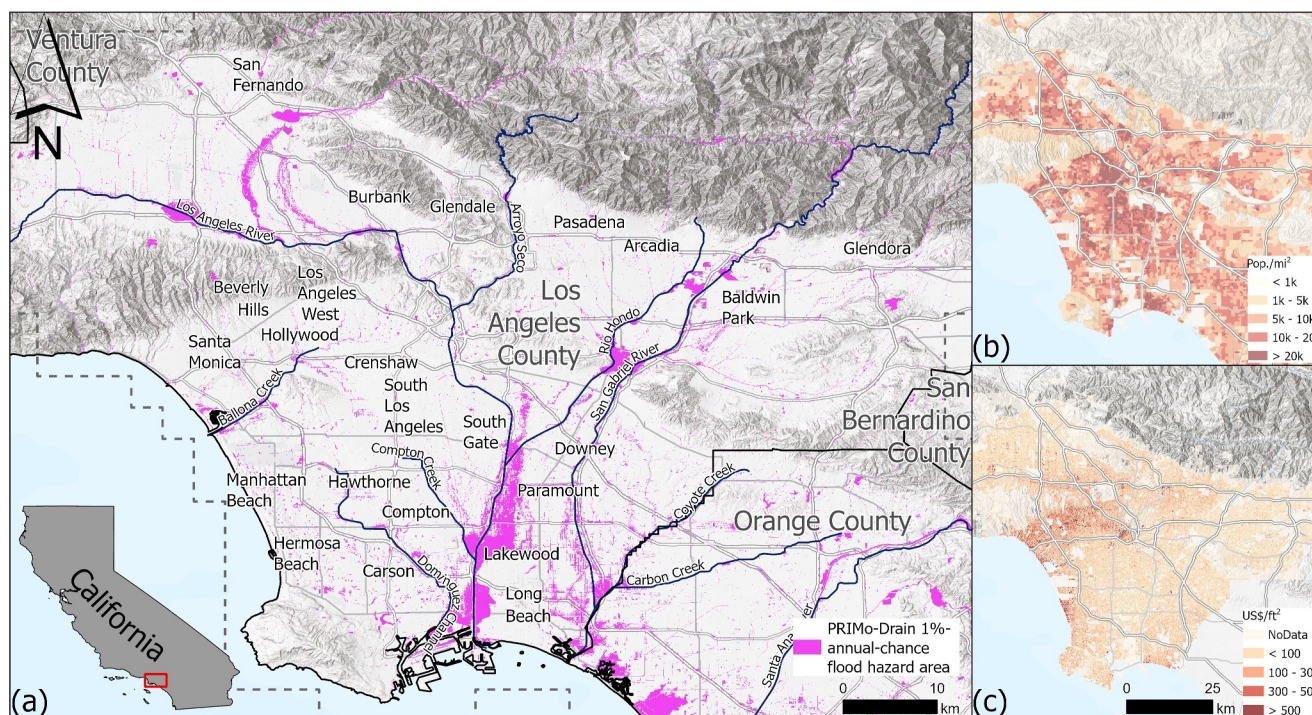 Ventura
County
San
Fernando
N
Los Angeles River
Burbank
Glendale
Arroyo Seco
Pasadena
Arcadia
Glendora
Beverly
Hills
Los
Angeles
West
Hollywood
Los
Angeles
County
Baldwin
Park
Rio Hondo
San Gabriel River
Santa
Monica
Crenshaw
South
Los
Angeles
Ballona Creek
South
Gate
Downey
San
Bernardino
County
Compton Creek
Manhattan
Beach
Hawthorne
Paramount
Coyote Creek
Compton
Orange County
Hermosa
Beach
Carson
Dominguez Channel
Lakewood
Carbon Creek
Long
Beach
Santa Ana
California
PRIMo-Drain 1%-
annual-chance
flood hazard area
0 10
km
(a)
Pop./mi²
< 1k
1k - 5k
5k - 10k
10k - 20
> 20k
(b)
US$/ft²
NoData
< 100
100 - 30
300 - 50
> 500
0 25
km
(c)